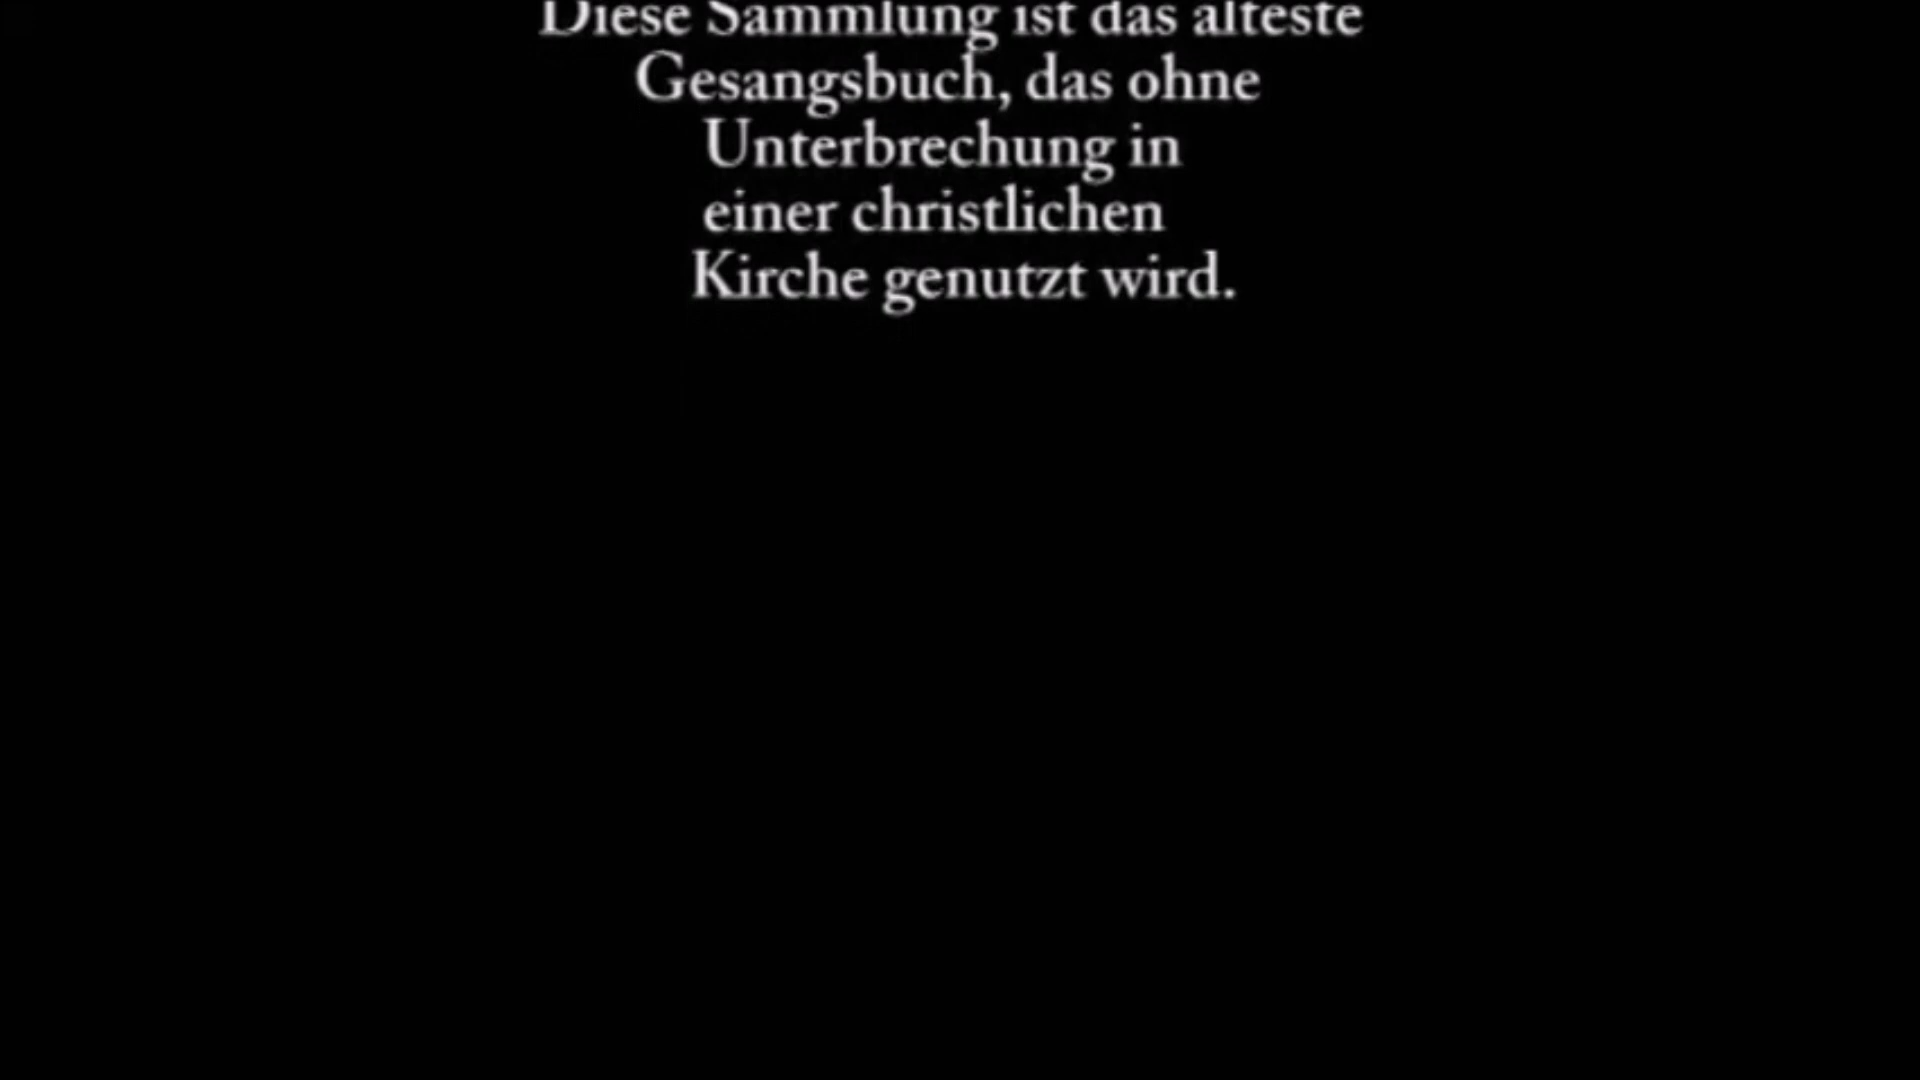 Diese Sammlung ist das älteste
Gesangsbuch, das ohne
Unterbrechung in
einer christlichen
Kirche genutzt wird.